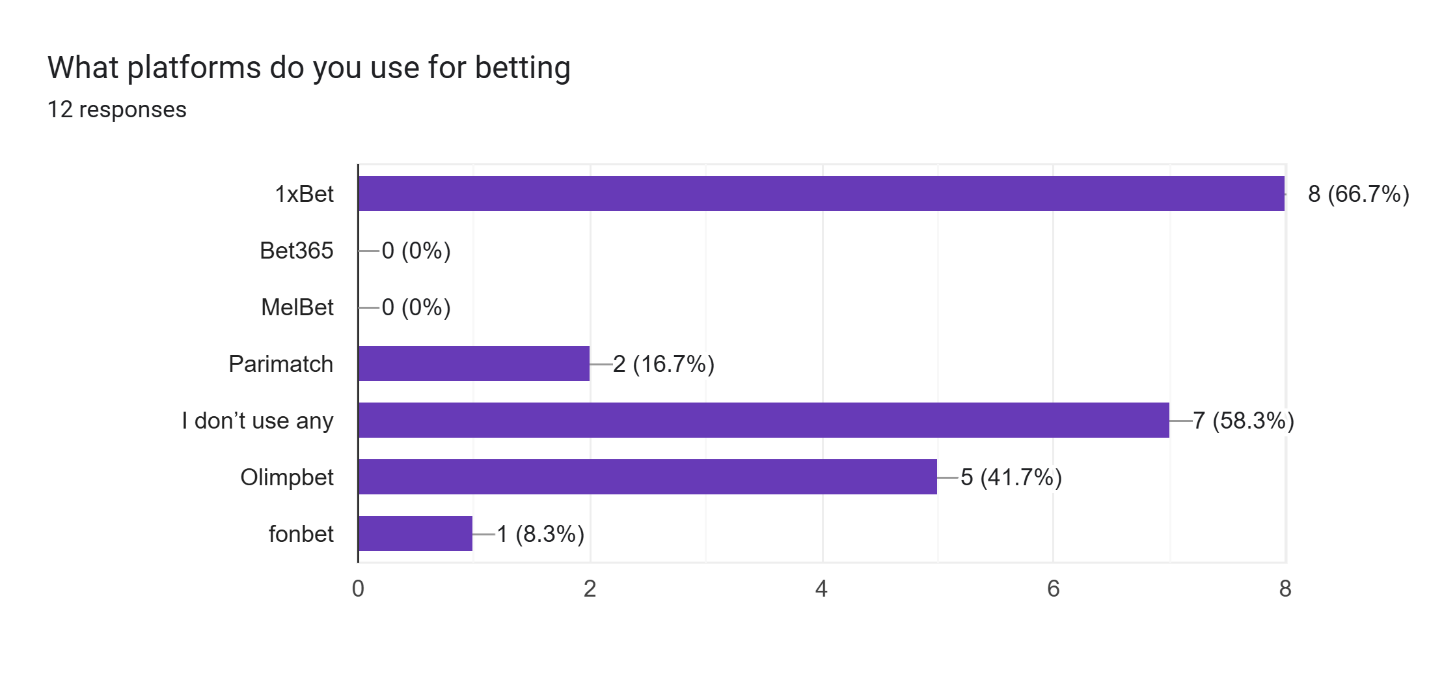 What platforms do you use for betting
12 responses
1xBet 8 (66.7%)
Bet365 0 (0%)
MelBet 0 (0%)
Parimatch 2 (16.7%)
I don’t use any 7 (58.3%)
Olimpbet 5 (41.7%)
fonbet 1 (8.3%)
0 2 4 6 8